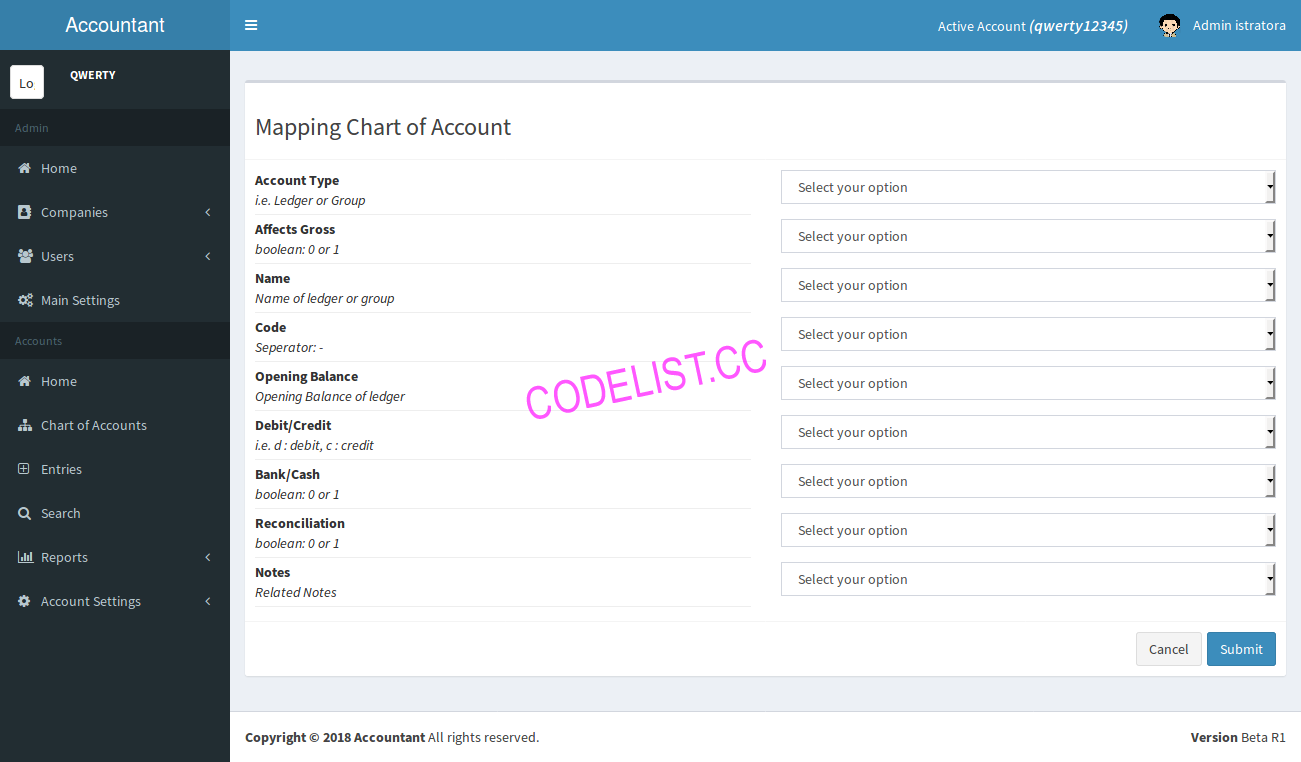 Accountant
Active Account (qwerty12345)
Admin istratora
Lo
QWERTY
Admin
Home
Companies
Users
Main Settings
Accounts
Home
Chart of Accounts
Entries
Search
Reports
Account Settings
Mapping Chart of Account
Account Type
i.e. Ledger or Group
Select your option
Affects Gross
boolean: 0 or 1
Select your option
Name
Name of ledger or group
Select your option
Code
Seperator: -
Select your option
Opening Balance
Opening Balance of ledger
Select your option
Debit/Credit
i.e. d : debit, c : credit
Select your option
Bank/Cash
boolean: 0 or 1
Select your option
Reconciliation
boolean: 0 or 1
Select your option
Notes
Related Notes
Select your option
CODELIST.CC
Cancel
Submit
Copyright © 2018 Accountant All rights reserved.
Version Beta R1